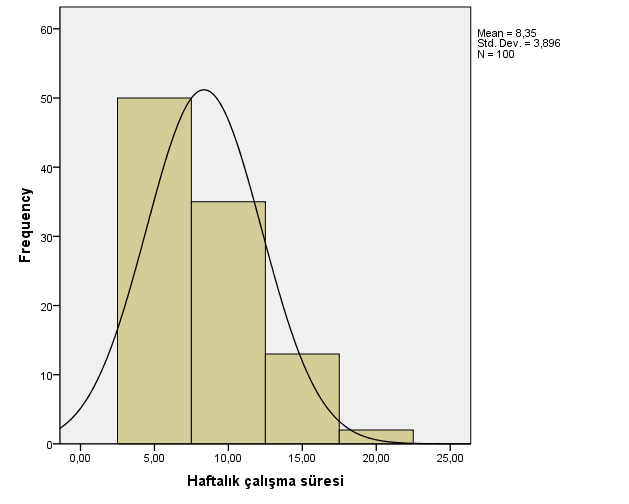 Mean = 8,35
Std. Dev. = 3,896
N = 100
60
50
40
30
20
10
0
Frequency
0,00 5,00 10,00 15,00 20,00 25,00
Haftalık çalışma süresi